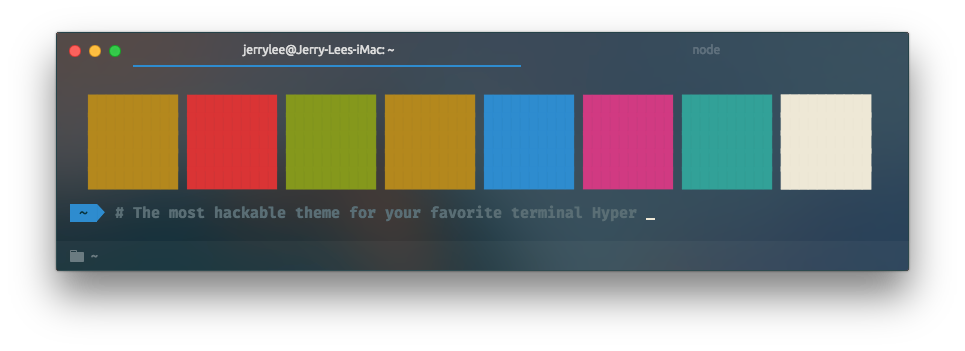 jerrylee@Jerry-Lees-iMac: ~
node
~ # The most hackable theme for your favorite terminal Hyper _
~